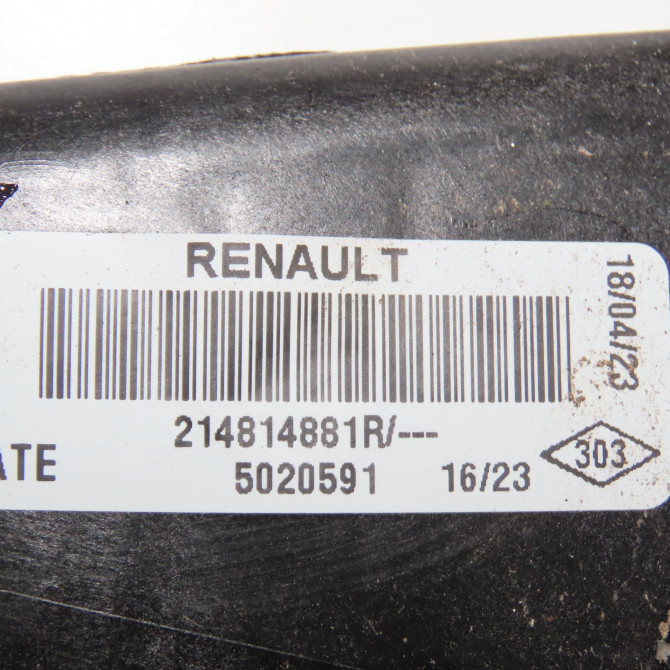 RENAULT
18/04/23
214814881R/---
ATE
5020591 16/23
303